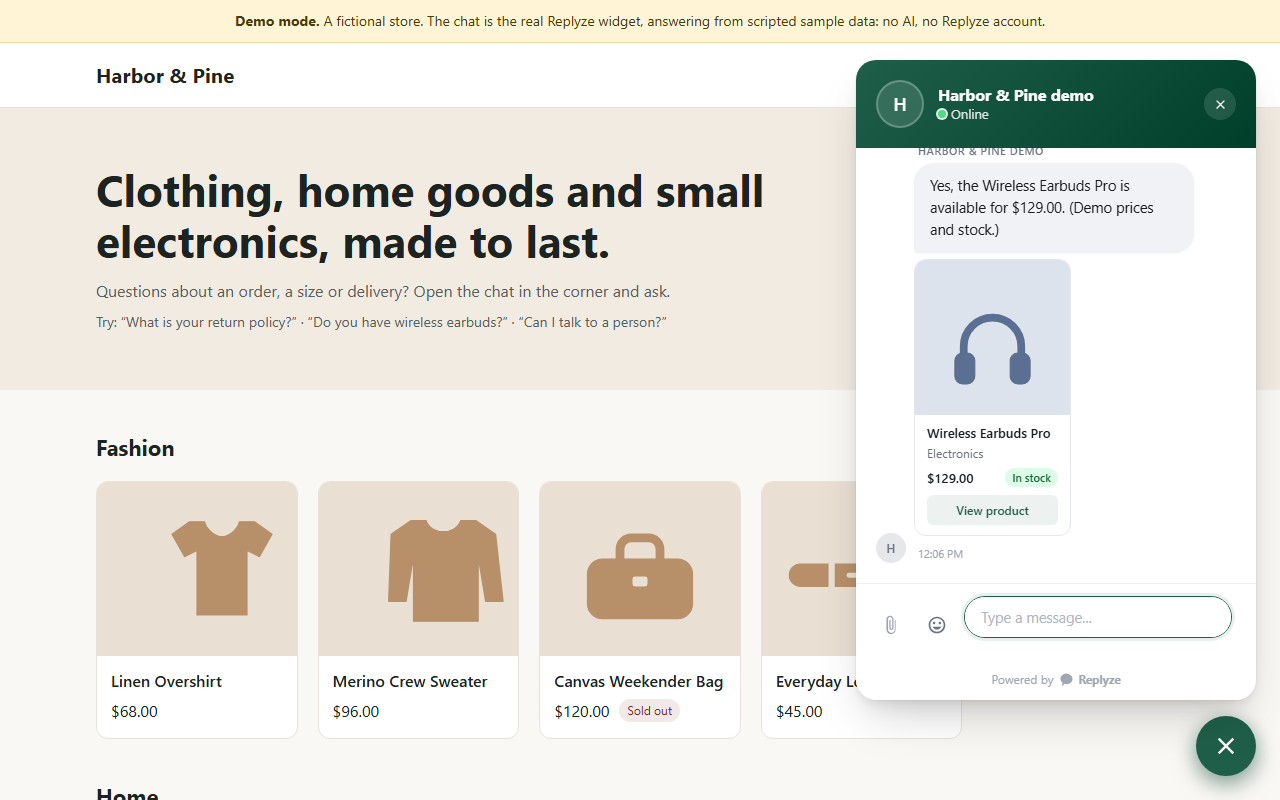 Demo mode. A fictional store. The chat is the real Replyze widget, answering from scripted sample data: no AI, no Replyze account.
Harbor & Pine
Clothing, home goods and small
electronics, made to last.
Questions about an order, a size or delivery? Open the chat in the corner and ask.
Try: “What is your return policy?” · “Do you have wireless earbuds?” · “Can I talk to a person?”
Fashion
Linen Overshirt
$68.00
Merino Crew Sweater
$96.00
Canvas Weekender Bag
$120.00 Sold out
Everyday
$45.00
Home
H
Harbor & Pine demo
Online
HARBOR & PINE DEMO
Yes, the Wireless Earbuds Pro is
available for $129.00. (Demo prices
and stock.)
Wireless Earbuds Pro
Electronics
$129.00 In stock
View product
H
12:06 PM
Type a message...
Powered by Replyze